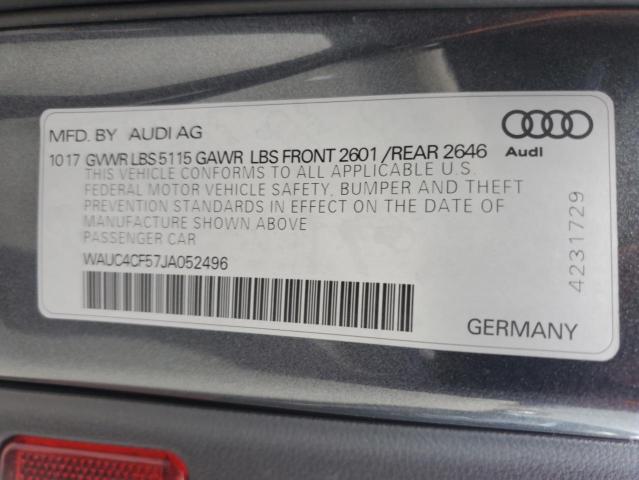 MFD. BY AUDI AG
10 17 GVWR LBS 5115 GAWR LBS FRONT 2601 /REAR 2646
THIS VEHICLE CONFORMS TO ALL APPLICABLE U.S.
FEDERAL MOTOR VEHICLE SAFETY, BUMPER AND THEFT
PREVENTION STANDARDS IN EFFECT ON THE DATE OF
MANUFACTURE SHOWN ABOVE
PASSENGER CAR
WAUC4CF57JA052496
Audi
4231729
GERMANY